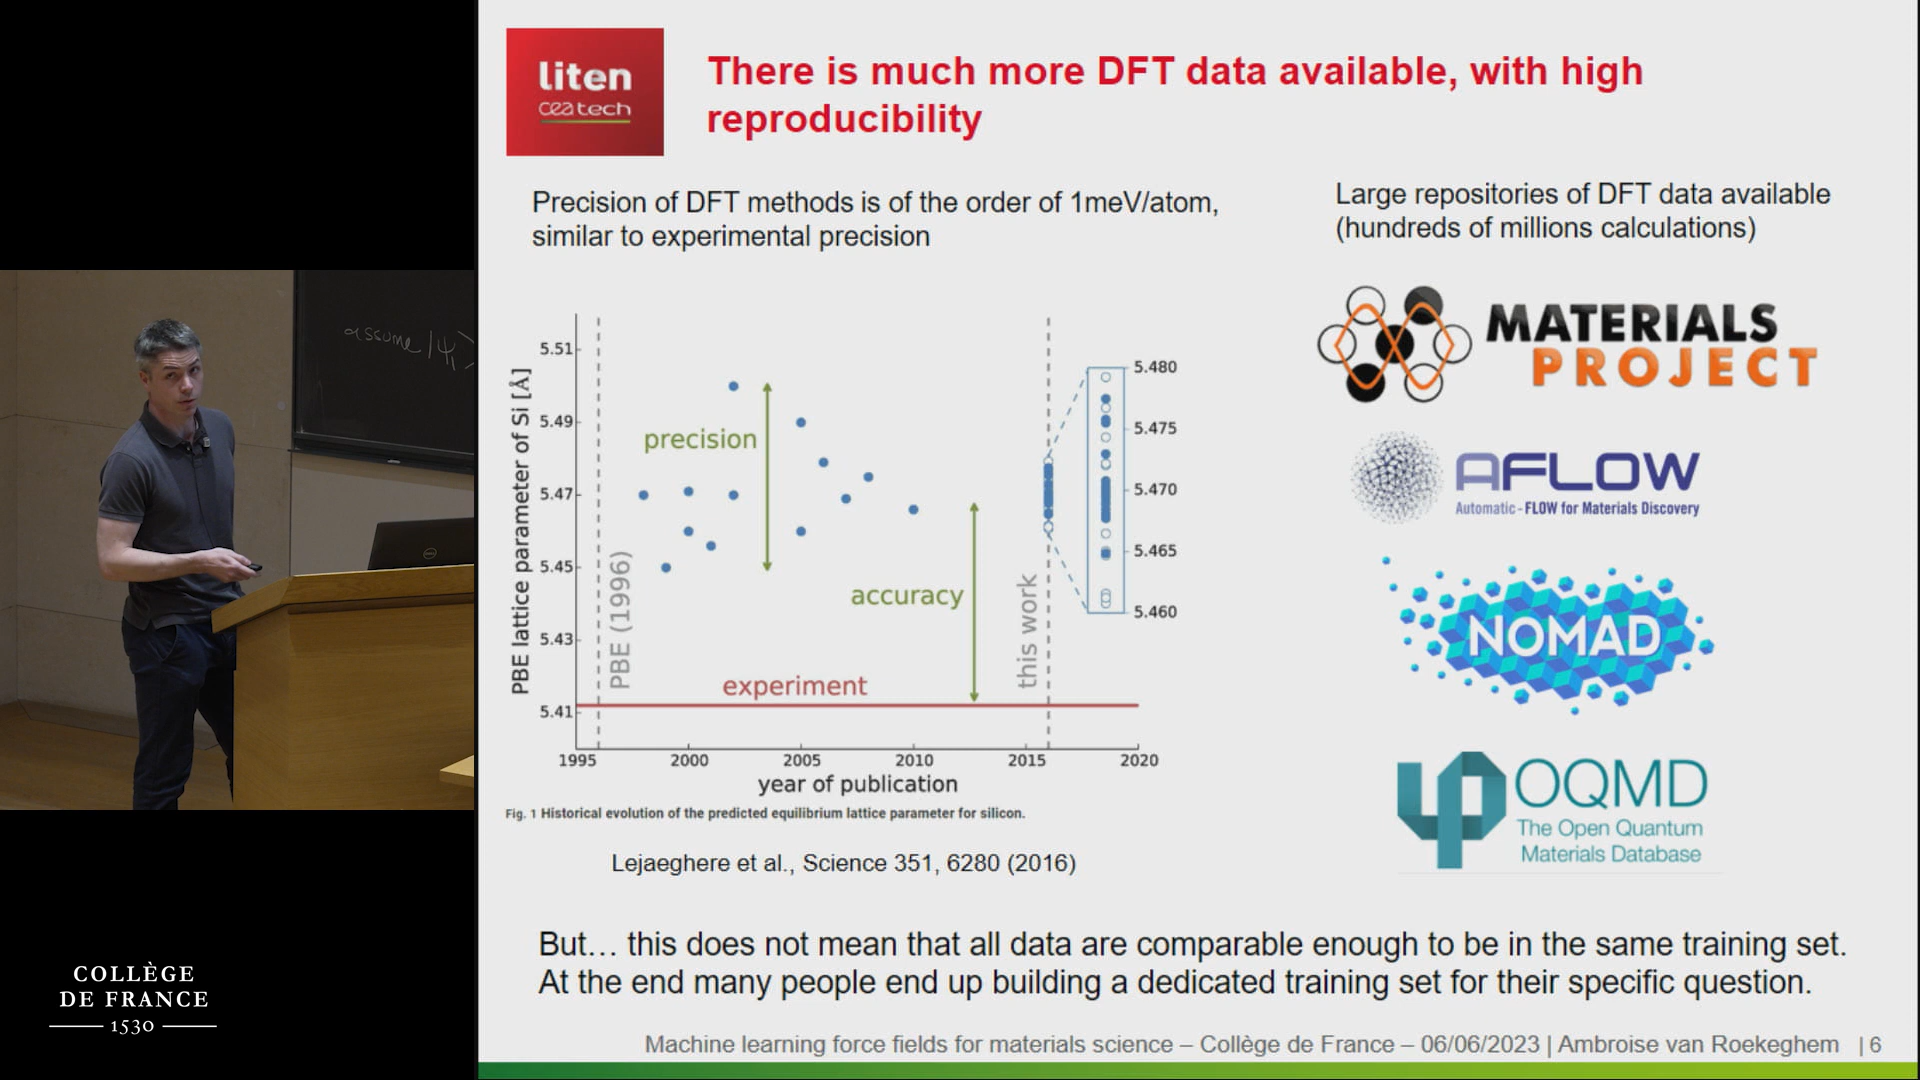 liten
cea tech
There is much more DFT data available, with high
reproducibility
Precision of DFT methods is of the order of 1meV/atom,
similar to experimental precision
Large repositories of DFT data available
(hundreds of millions calculations)
PBE lattice parameter of Si [Å]
5.51
5.49
5.47
5.45
5.43
5.41
precision
accuracy
experiment
PBE (1996)
this work
5.480
5.475
5.470
5.465
5.460
1995 2000 2005 2010 2015 2020
year of publication
Fig. 1 Historical evolution of the predicted equilibrium lattice parameter for silicon.
Lejaeghere et al., Science 351, 6280 (2016)
MATERIALS
PROJECT
AFLOW
Automatic - FLOW for Materials Discovery
NOMAD
OQMD
The Open Quantum
Materials Database
But… this does not mean that all data are comparable enough to be in the same training set.
At the end many people end up building a dedicated training set for their specific question.
Machine learning force fields for materials science – Collège de France – 06/06/2023 | Ambroise van Roekeghem | 6
assume |Ψ₁>
DELL
COLLÈGE
DE FRANCE
1530